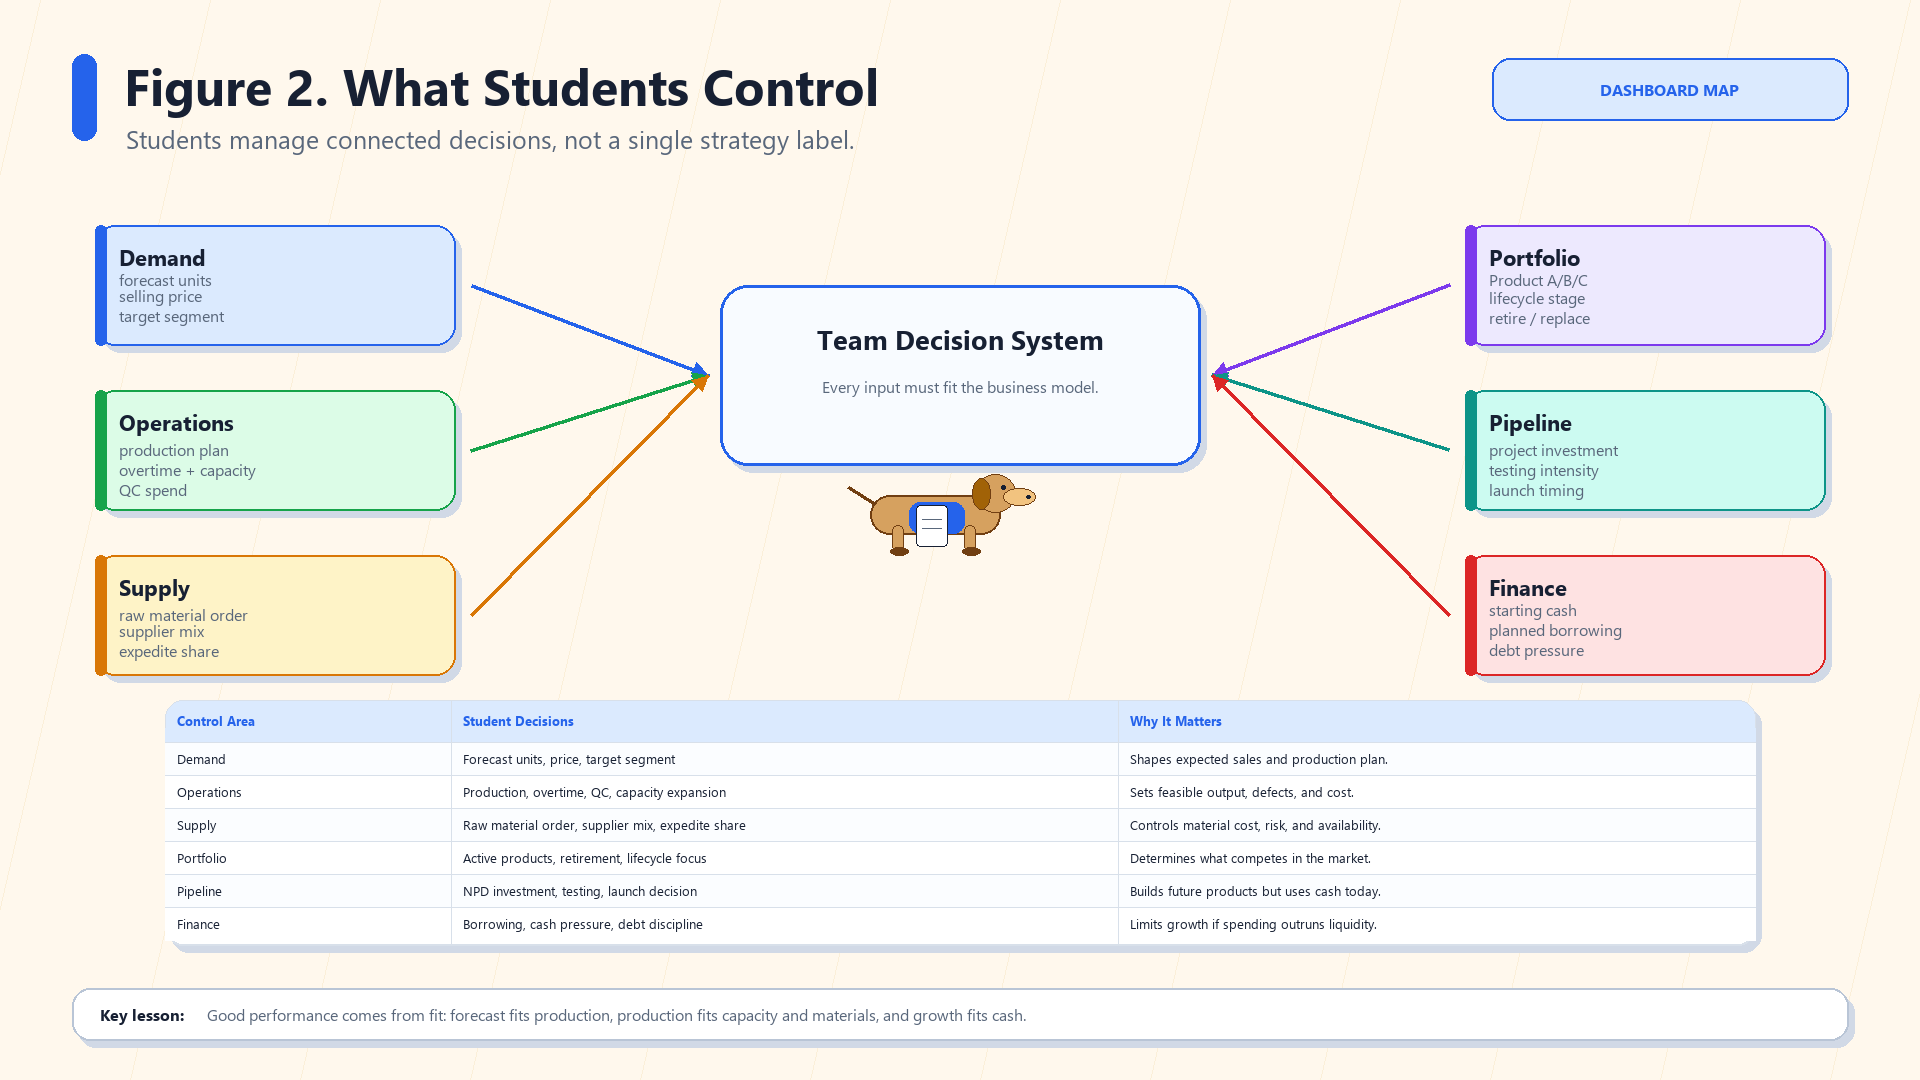 Figure 2. What Students Control
DASHBOARD MAP
Students manage connected decisions, not a single strategy label.
Demand
forecast units
selling price
target segment
Operations
production plan
overtime + capacity
QC spend
Supply
raw material order
supplier mix
expedite share
Team Decision System
Every input must fit the business model.
Portfolio
Product A/B/C
lifecycle stage
retire / replace
Pipeline
project investment
testing intensity
launch timing
Finance
starting cash
planned borrowing
debt pressure
Control Area Student Decisions Why It Matters
Demand Forecast units, price, target segment Shapes expected sales and production plan.
Operations Production, overtime, QC, capacity expansion Sets feasible output, defects, and cost.
Supply Raw material order, supplier mix, expedite share Controls material cost, risk, and availability.
Portfolio Active products, retirement, lifecycle focus Determines what competes in the market.
Pipeline NPD investment, testing, launch decision Builds future products but uses cash today.
Finance Borrowing, cash pressure, debt discipline Limits growth if spending outruns liquidity.
Key lesson: Good performance comes from fit: forecast fits production, production fits capacity and materials, and growth fits cash.